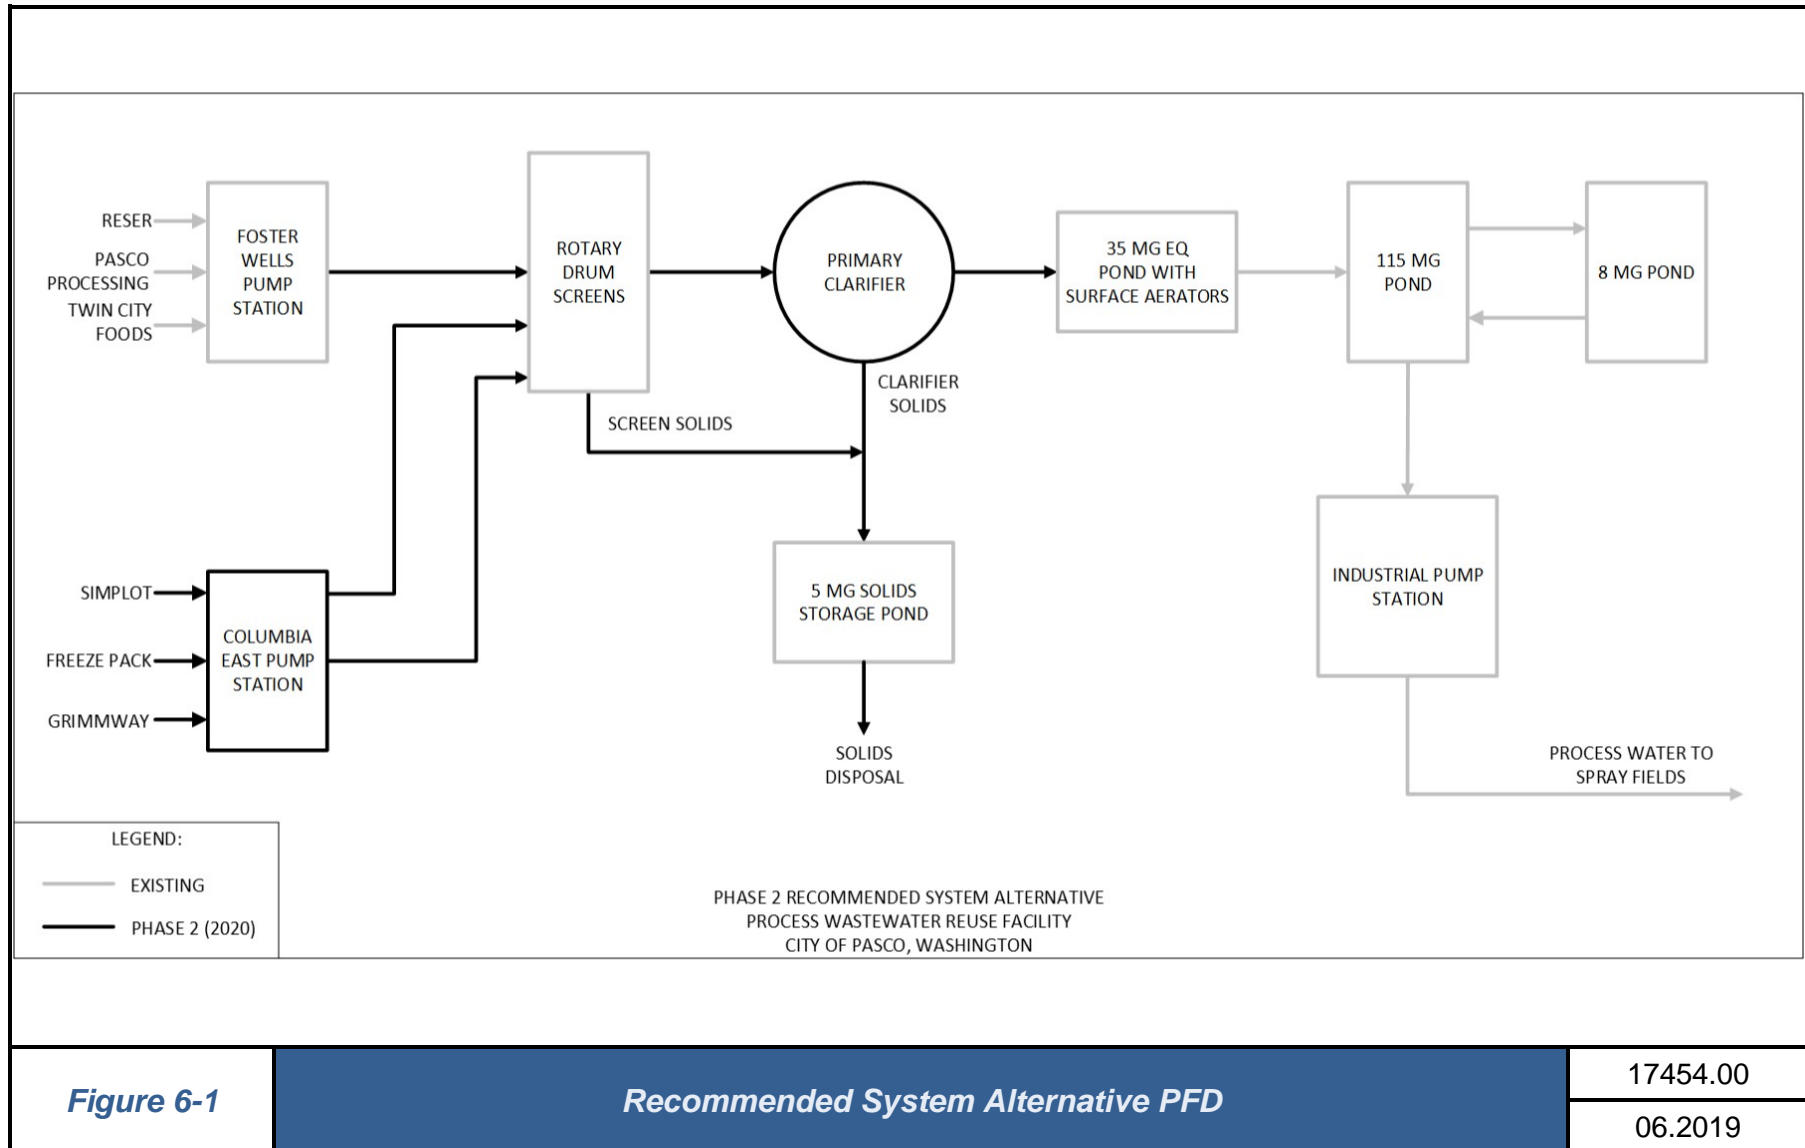 RESER
PASCO
PROCESSING
TWIN CITY
FOODS
FOSTER
WELLS
PUMP
STATION
ROTARY
DRUM
SCREENS
PRIMARY
CLARIFIER
35 MG EQ
POND WITH
SURFACE AERATORS
115 MG
POND
8 MG POND
CLARIFIER
SOLIDS
SCREEN SOLIDS
SIMPLOT
FREEZE PACK
GRIMMWAY
COLUMBIA
EAST PUMP
STATION
5 MG SOLIDS
STORAGE POND
INDUSTRIAL PUMP
STATION
SOLIDS
DISPOSAL
PROCESS WATER TO
SPRAY FIELDS
LEGEND:
EXISTING
PHASE 2 (2020)
PHASE 2 RECOMMENDED SYSTEM ALTERNATIVE
PROCESS WASTEWATER REUSE FACILITY
CITY OF PASCO, WASHINGTON
Figure 6-1
Recommended System Alternative PFD
17454.00
06.2019